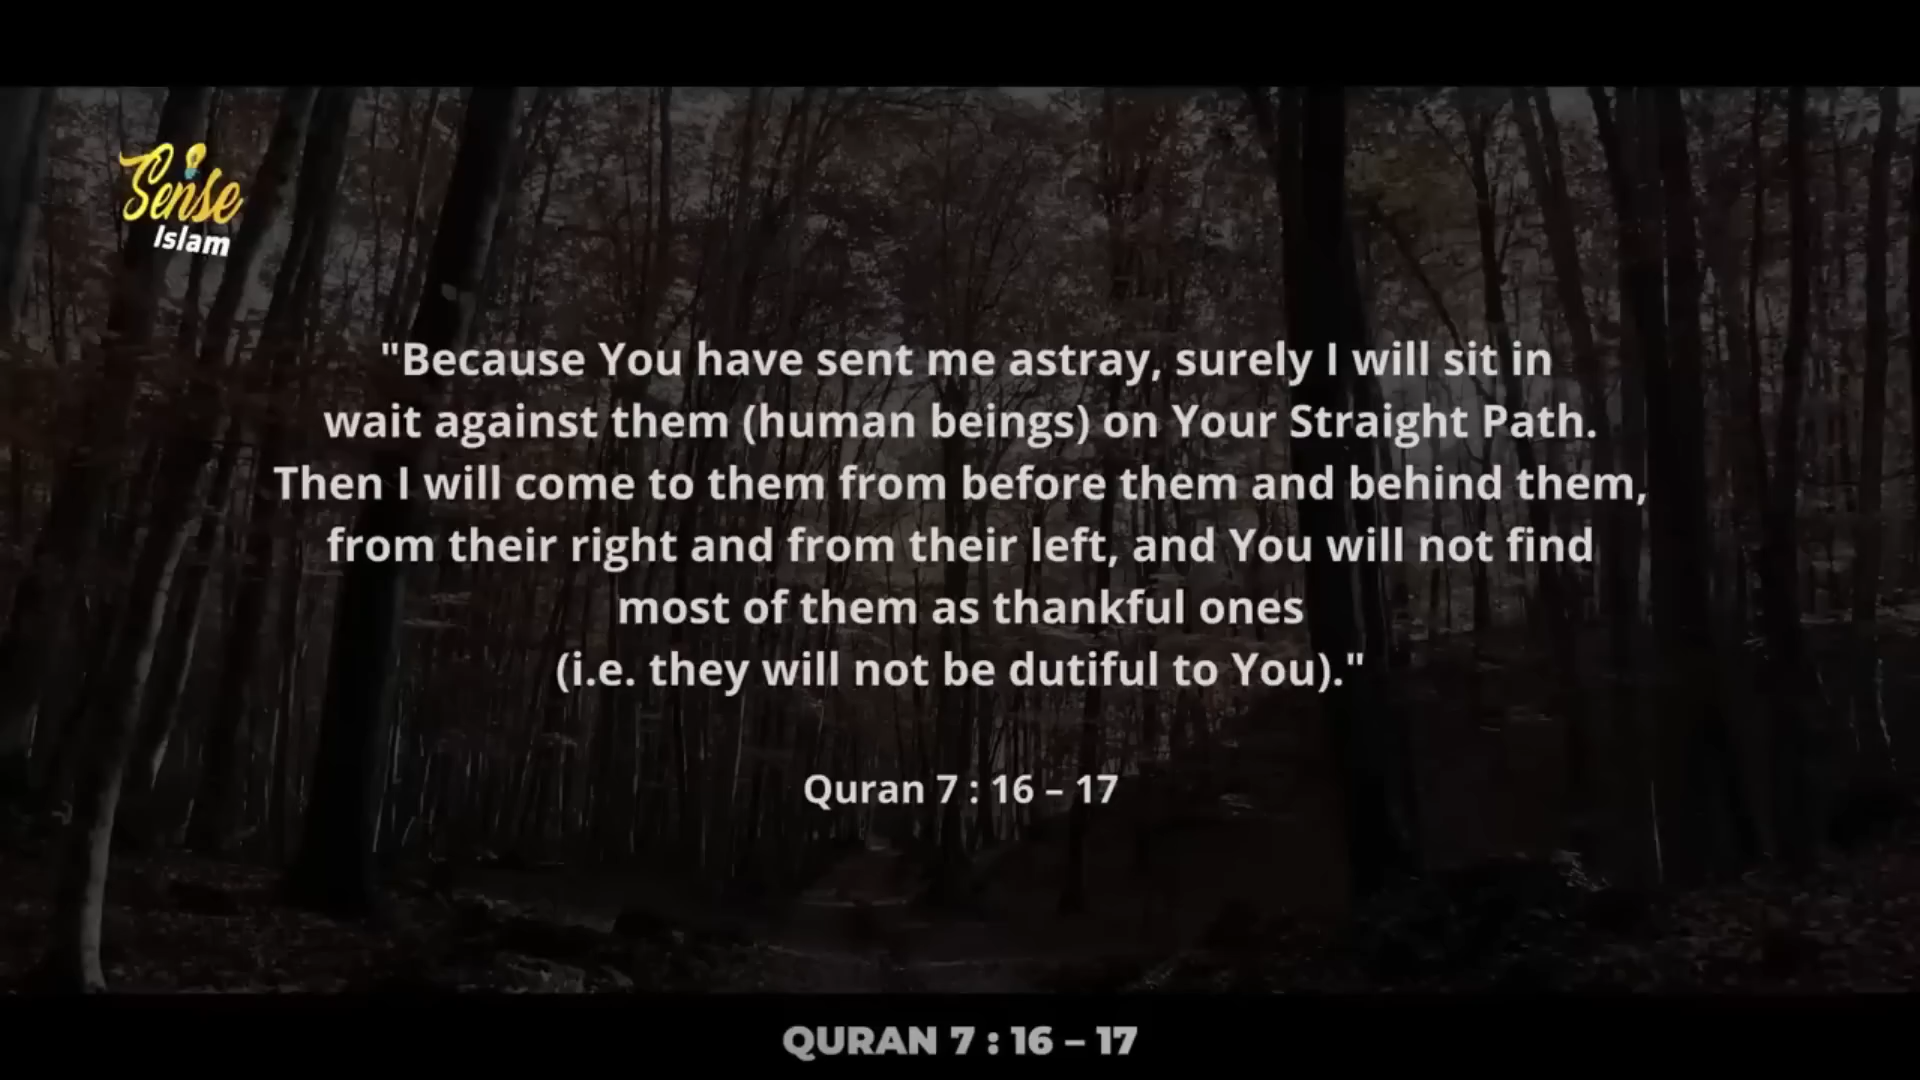 Sense
Islam
"Because You have sent me astray, surely I will sit in
wait against them (human beings) on Your Straight Path.
Then I will come to them from before them and behind them,
from their right and from their left, and You will not find
most of them as thankful ones
(i.e. they will not be dutiful to You)."
Quran 7 : 16 – 17
QURAN 7 : 16 – 17